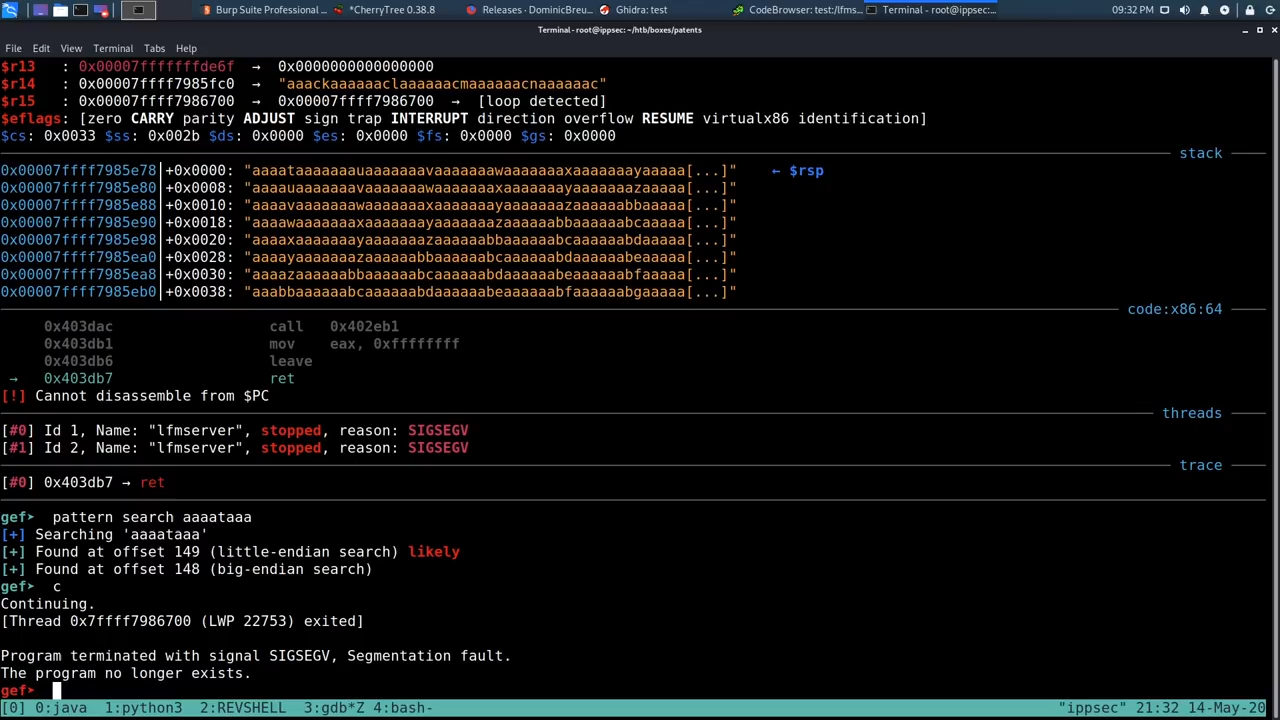 Burp Suite Professional ...
*CherryTree 0.38.8
Releases - DominicBreu...
Ghidra: test
CodeBrowser: test:/lfms...
Terminal - root@ippsec:...
09:32 PM
Terminal - root@ippsec: ~/htb/boxes/patents
File Edit View Terminal Tabs Help
$r13   : 0x00007fffffffde6f  →  0x0000000000000000
$r14   : 0x00007ffff7985fc0  →  "aaackaaaaaaclaaaaaacmaaaaaacnaaaaaac"
$r15   : 0x00007ffff7986700  →  0x00007ffff7986700  →  [loop detected]
$eflags: [zero CARRY parity ADJUST sign trap INTERRUPT direction overflow RESUME virtualx86 identification]
$cs: 0x0033 $ss: 0x002b $ds: 0x0000 $es: 0x0000 $fs: 0x0000 $gs: 0x0000
stack
0x00007ffff7985e78│+0x0000: "aaaataaaaaaauaaaaaaavaaaaaaawaaaaaaaxaaaaaaayaaaaa[...]"    ← $rsp
0x00007ffff7985e80│+0x0008: "aaaauaaaaaaavaaaaaaawaaaaaaaxaaaaaaayaaaaaaazaaaaa[...]"
0x00007ffff7985e88│+0x0010: "aaaavaaaaaaawaaaaaaaxaaaaaaayaaaaaaazaaaaaabbaaaaa[...]"
0x00007ffff7985e90│+0x0018: "aaaawaaaaaaaxaaaaaaayaaaaaaazaaaaaabbaaaaaabcaaaaa[...]"
0x00007ffff7985e98│+0x0020: "aaaaxaaaaaaayaaaaaaazaaaaaabbaaaaaabcaaaaaabdaaaaa[...]"
0x00007ffff7985ea0│+0x0028: "aaaayaaaaaaazaaaaaabbaaaaaabcaaaaaabdaaaaaabeaaaaa[...]"
0x00007ffff7985ea8│+0x0030: "aaaazaaaaaabbaaaaaabcaaaaaabdaaaaaabeaaaaaabfaaaaa[...]"
0x00007ffff7985eb0│+0x0038: "aaabbaaaaaabcaaaaaabdaaaaaabeaaaaaabfaaaaaabgaaaaa[...]"
code:x86:64
0x403dac                  call   0x402eb1
0x403db1                  mov    eax, 0xffffffff
0x403db6                  leave
→   0x403db7                  ret
[!] Cannot disassemble from $PC
threads
[#0] Id 1, Name: "lfmserver", stopped, reason: SIGSEGV
[#1] Id 2, Name: "lfmserver", stopped, reason: SIGSEGV
trace
[#0] 0x403db7 → ret
gef➤  pattern search aaaataaa
[+] Searching 'aaaataaa'
[+] Found at offset 149 (little-endian search) likely
[+] Found at offset 148 (big-endian search)
gef➤  c
Continuing.
[Thread 0x7ffff7986700 (LWP 22753) exited]
Program terminated with signal SIGSEGV, Segmentation fault.
The program no longer exists.
gef➤
[0] 0:java  1:python3  2:REVSHELL  3:gdb*Z 4:bash-   "ippsec" 21:32 14-May-20